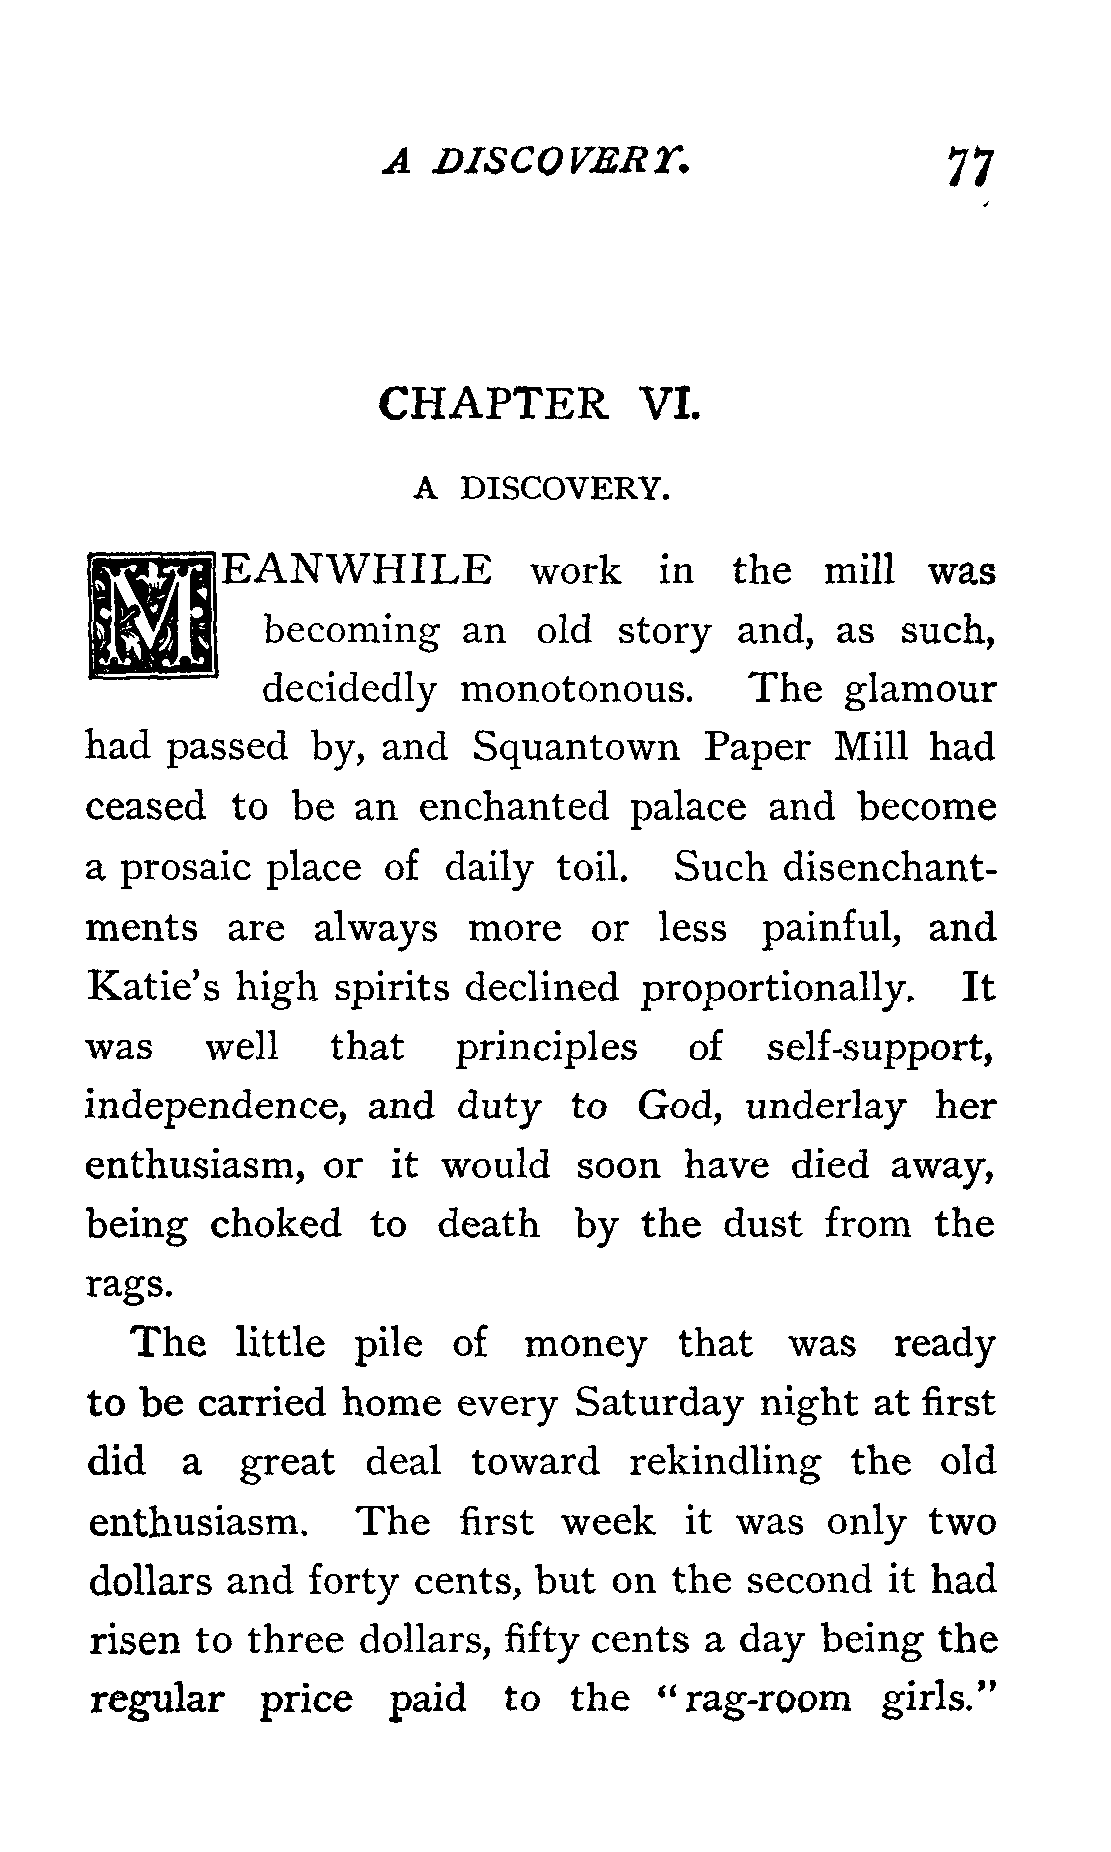 A DISCOVERY. 77
CHAPTER VI.
A DISCOVERY.
MEANWHILE work in the mill was
becoming an old story and, as such,
decidedly monotonous. The glamour
had passed by, and Squantown Paper Mill had
ceased to be an enchanted palace and become
a prosaic place of daily toil. Such disenchant-
ments are always more or less painful, and
Katie's high spirits declined proportionally. It
was well that principles of self-support,
independence, and duty to God, underlay her
enthusiasm, or it would soon have died away,
being choked to death by the dust from the
rags.
The little pile of money that was ready
to be carried home every Saturday night at first
did a great deal toward rekindling the old
enthusiasm. The first week it was only two
dollars and forty cents, but on the second it had
risen to three dollars, fifty cents a day being the
regular price paid to the "rag-room girls."